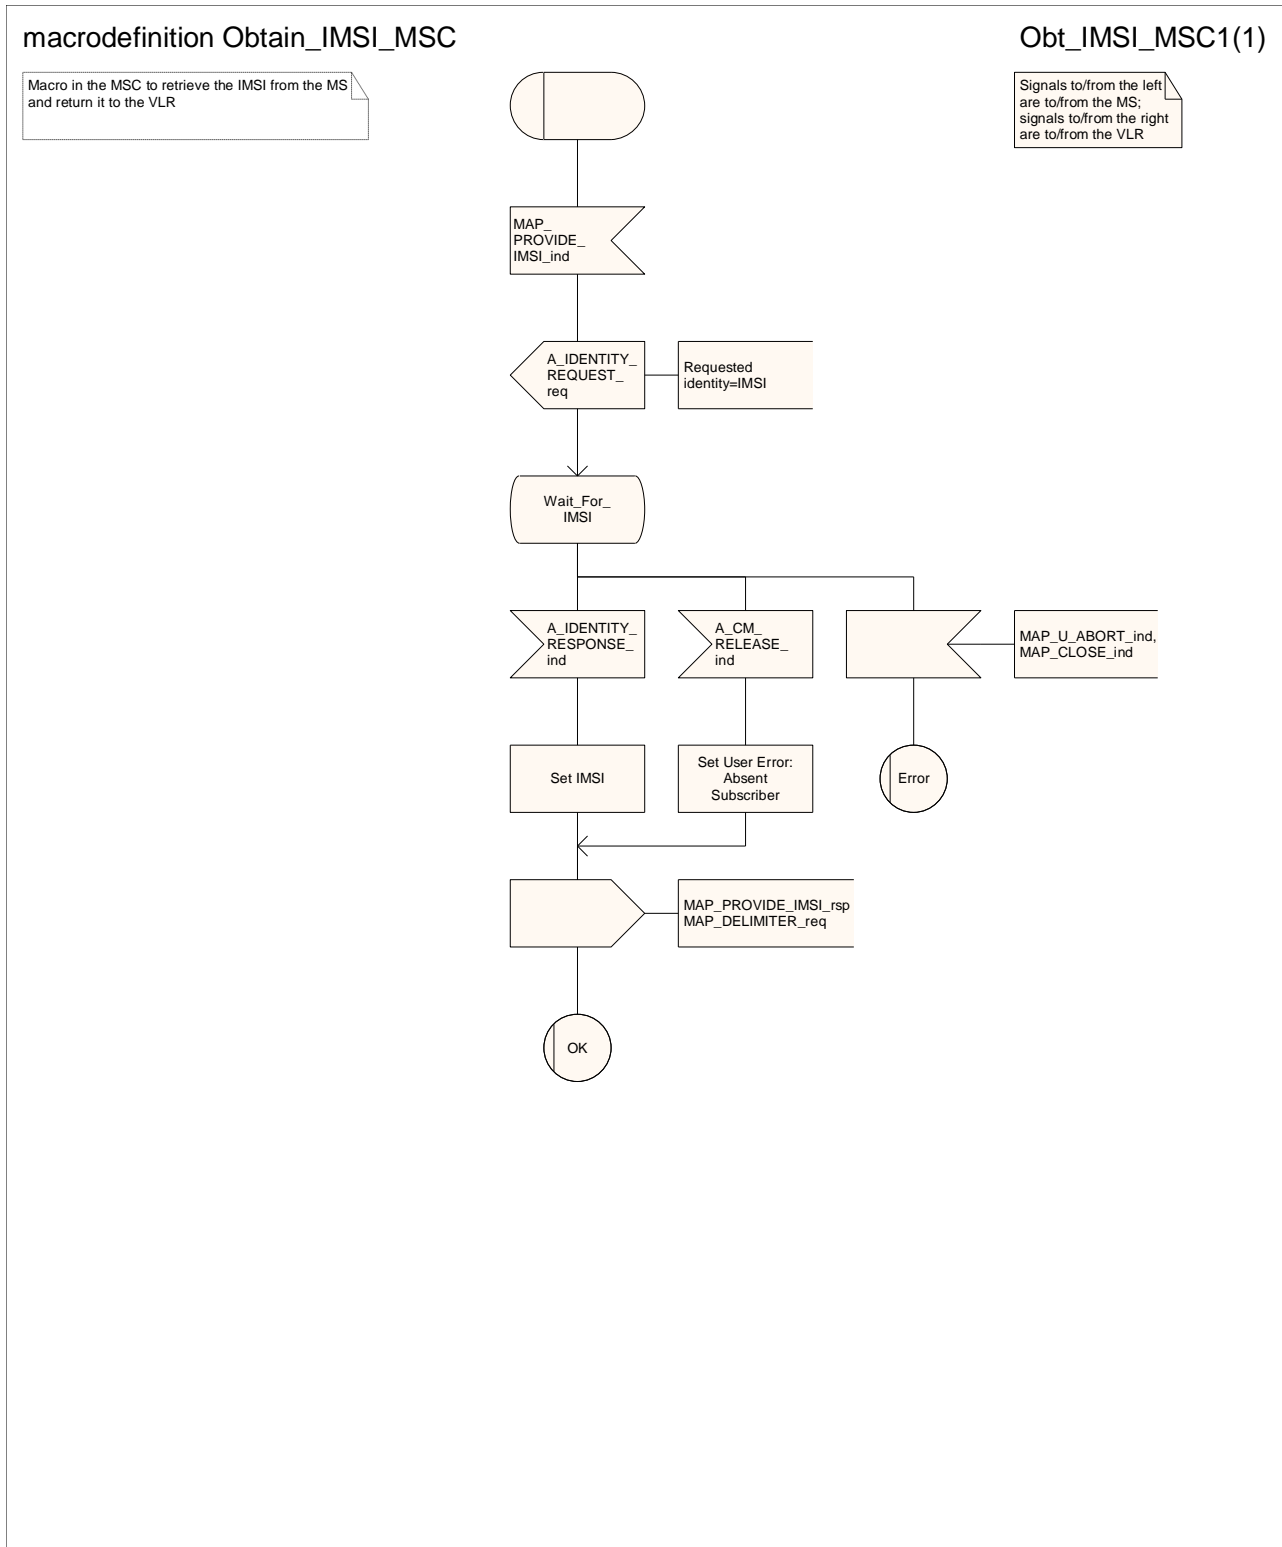 macrodefinition Obtain_IMSI_MSC
Obt_IMSI_MSC1(1)
Macro in the MSC to retrieve the IMSI from the MS
and return it to the VLR
Signals to/from the left
are to/from the MS;
signals to/from the right
are to/from the VLR
MAP_
PROVIDE_
IMSI_ind
A_IDENTITY_
REQUEST_
req
Requested
identity=IMSI
Wait_For_
IMSI
A_IDENTITY_
RESPONSE_
ind
A_CM_
RELEASE_
ind
MAP_U_ABORT_ind,
MAP_CLOSE_ind
Set IMSI
Set User Error:
Absent
Subscriber
Error
MAP_PROVIDE_IMSI_rsp
MAP_DELIMITER_req
OK